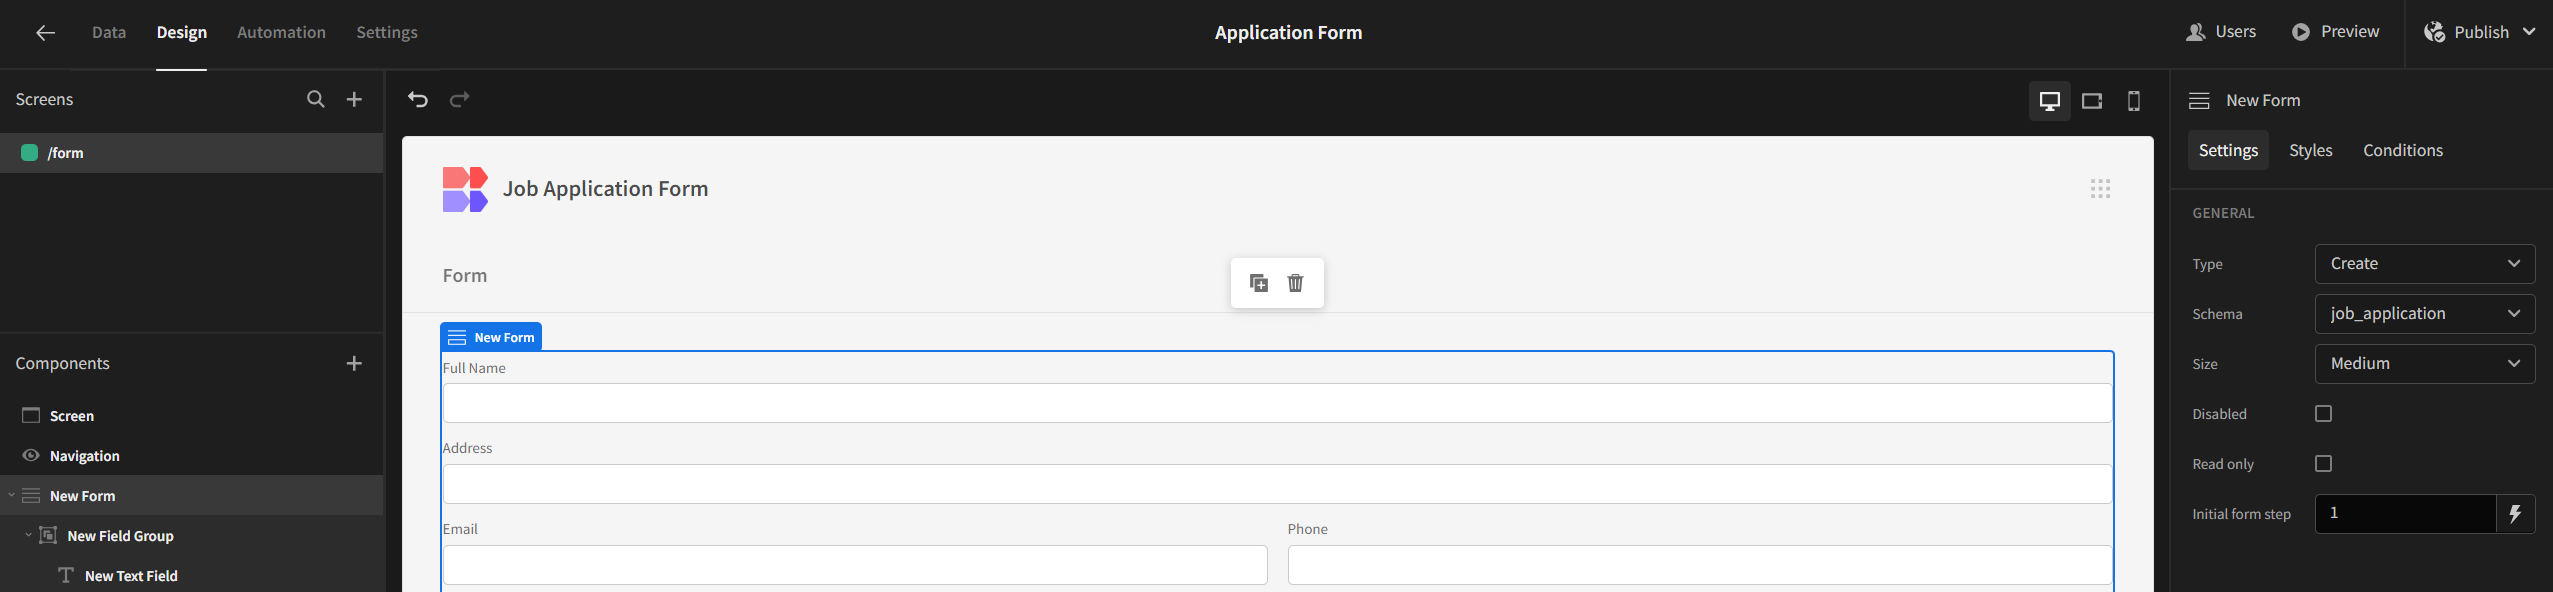 Data Design Automation Settings Application Form Users Preview Publish
Screens
/form
Components
Screen
Navigation
New Form
New Field Group
New Text Field
Job Application Form
Form
New Form
Full Name
Address
Email Phone
New Form
Settings Styles Conditions
GENERAL
Type Create
Schema job_application
Size Medium
Disabled
Read only
Initial form step 1